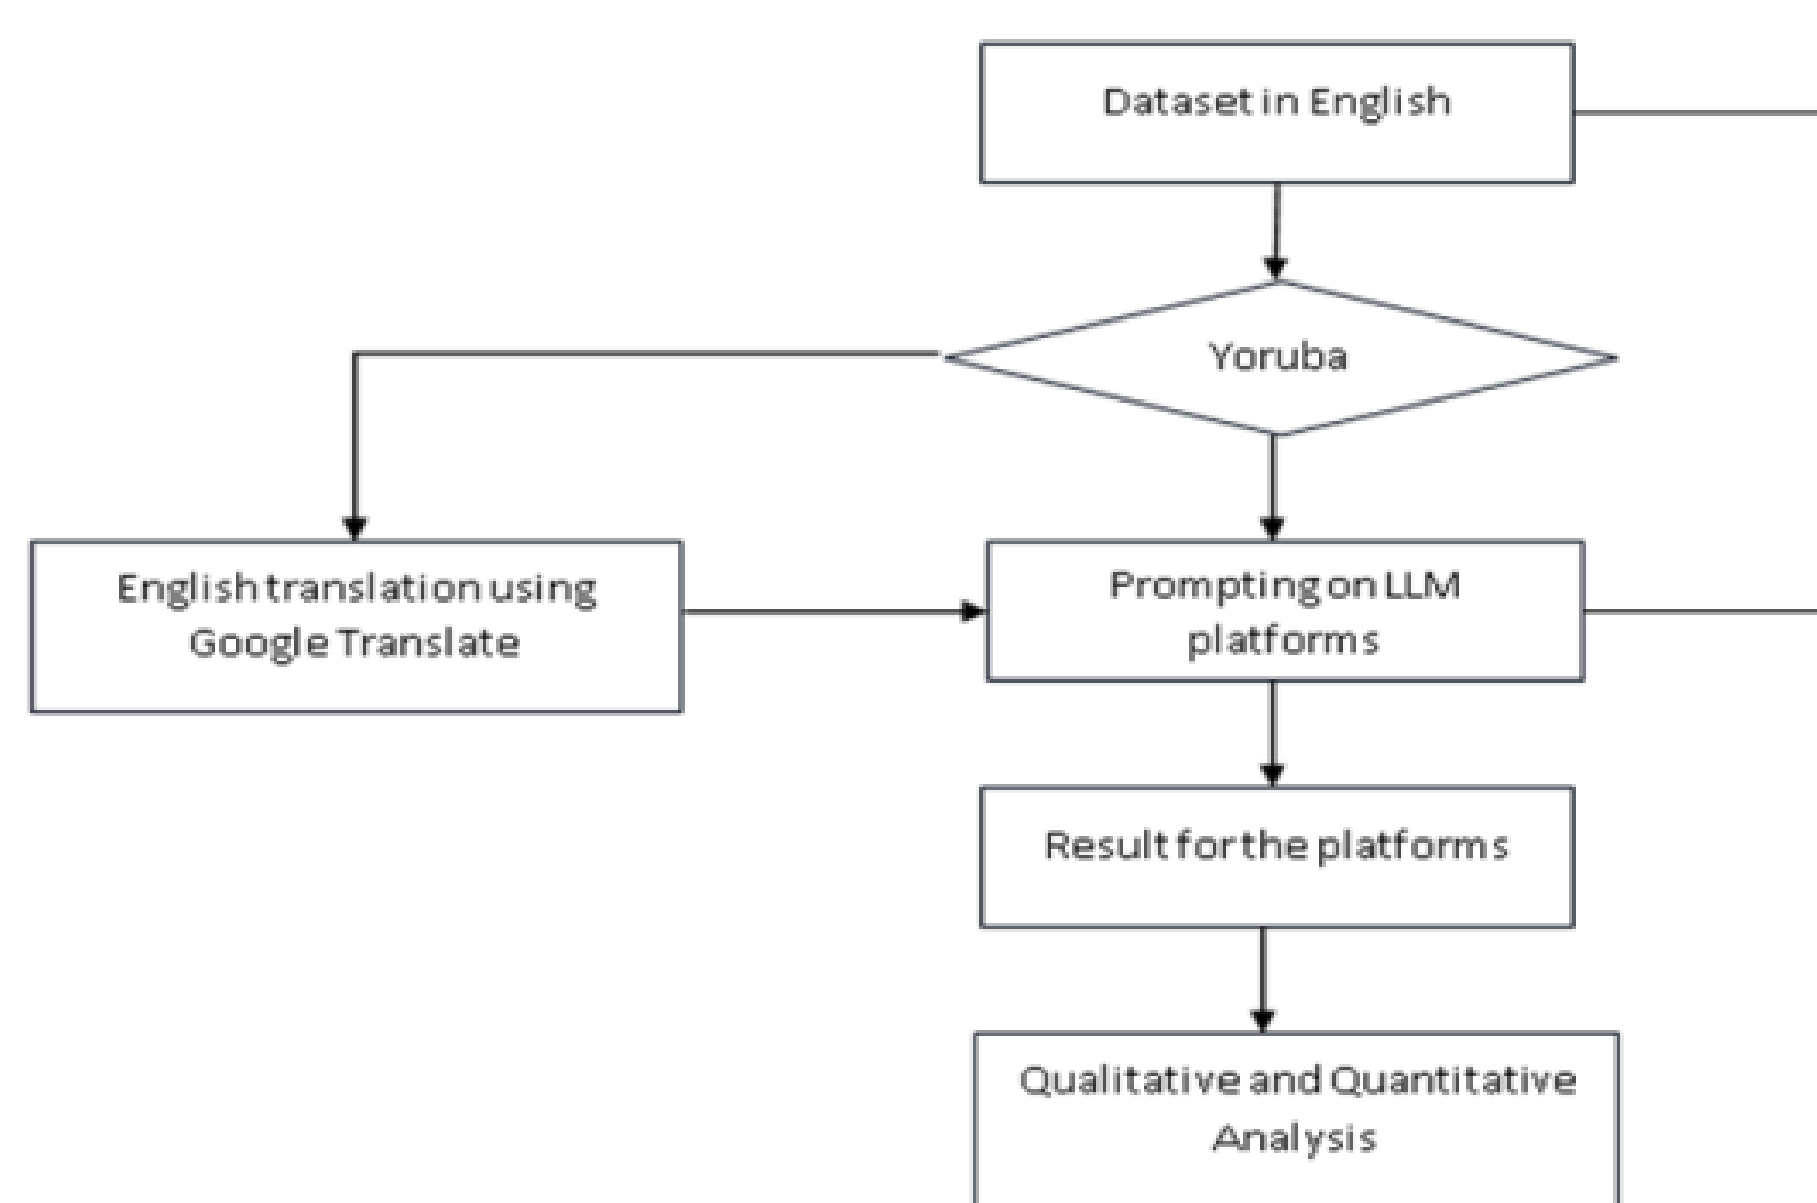 Dataset in English
Yoruba
English translation using
Google Translate
Prompting on LLM
platforms
Result for the platforms
Qualitative and Quantitative
Analysis